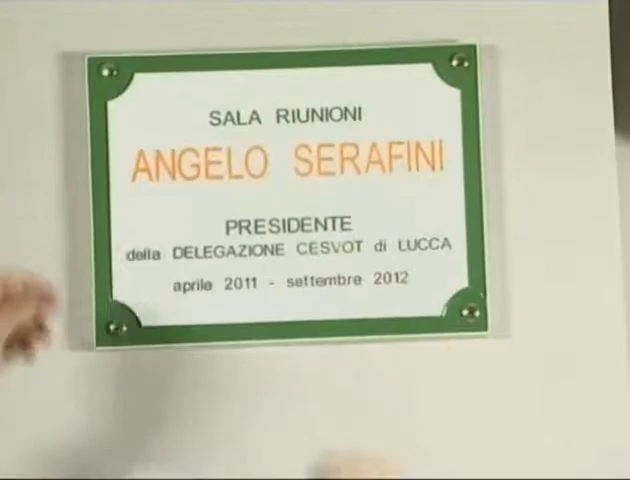 SALA RIUNIONI
ANGELO SERAFINI
PRESIDENTE
della DELEGAZIONE CESVOT di LUCCA
aprile 2011 - settembre 2012